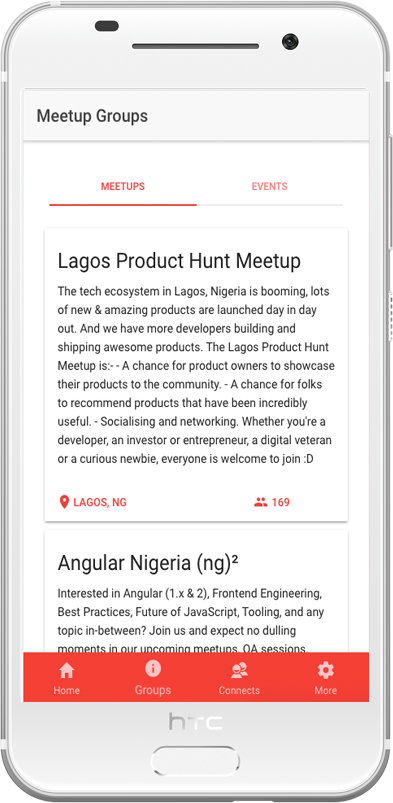 Meetup Groups
MEETUPS
EVENTS
Lagos Product Hunt Meetup
The tech ecosystem in Lagos, Nigeria is booming, lots
of new & amazing products are launched day in day
out. And we have more developers building and
shipping awesome products. The Lagos Product Hunt
Meetup is:- - A chance for product owners to showcase
their products to the community. - A chance for folks
to recommend products that have been incredibly
useful. - Socialising and networking. Whether you're a
developer, an investor or entrepreneur, a digital veteran
or a curious newbie, everyone is welcome to join :D
LAGOS, NG
169
Angular Nigeria (ng)²
Interested in Angular (1.x & 2), Frontend Engineering,
Best Practices, Future of JavaScript, Tooling, and any
topic in-between? Join us and expect no dulling
moments in our upcoming meetups, QA sessions,
Home
Groups
Connects
More
hTC